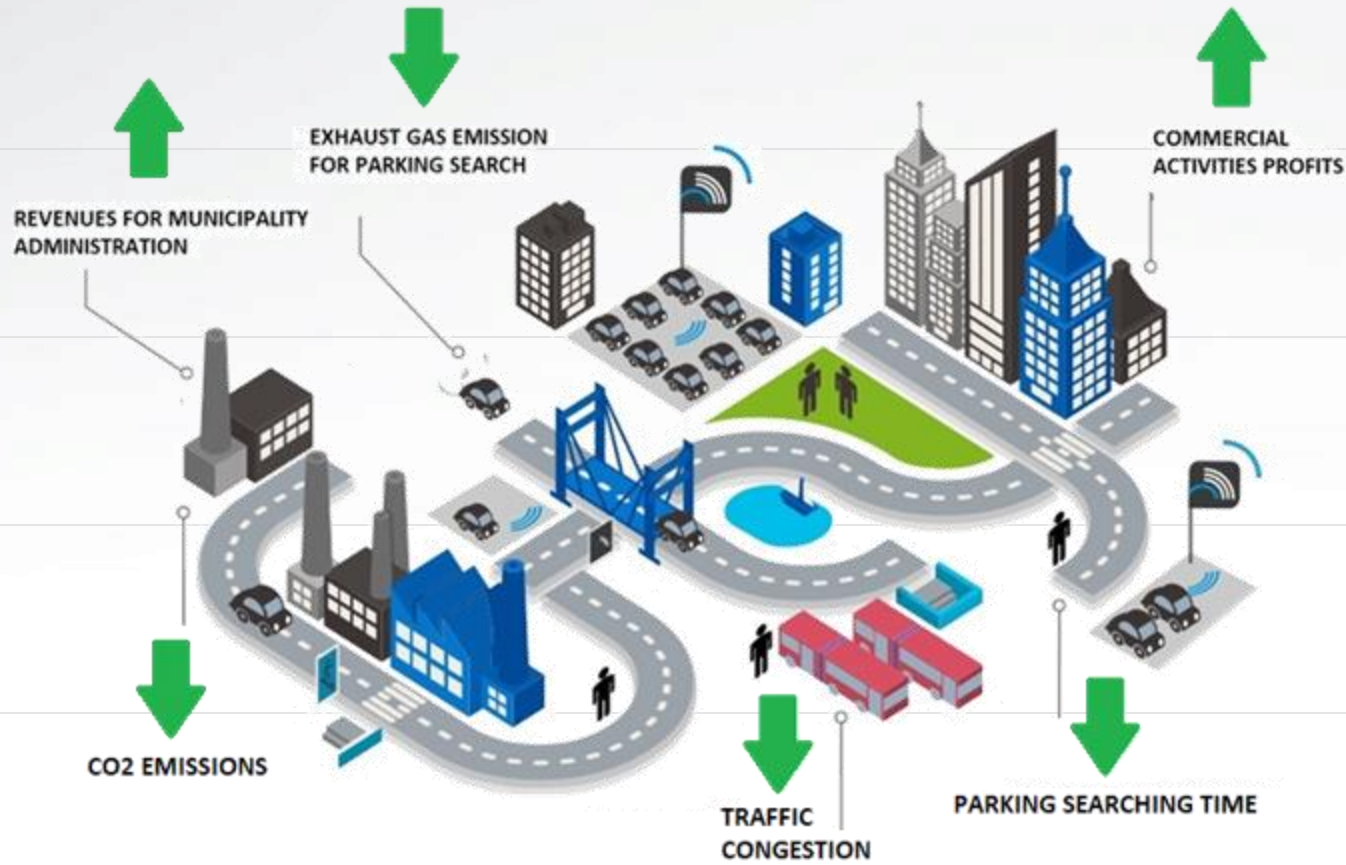 EXHAUST GAS EMISSION
FOR PARKING SEARCH
COMMERCIAL
ACTIVITIES PROFITS
REVENUES FOR MUNICIPALITY
ADMINISTRATION
CO2 EMISSIONS
TRAFFIC
CONGESTION
PARKING SEARCHING TIME